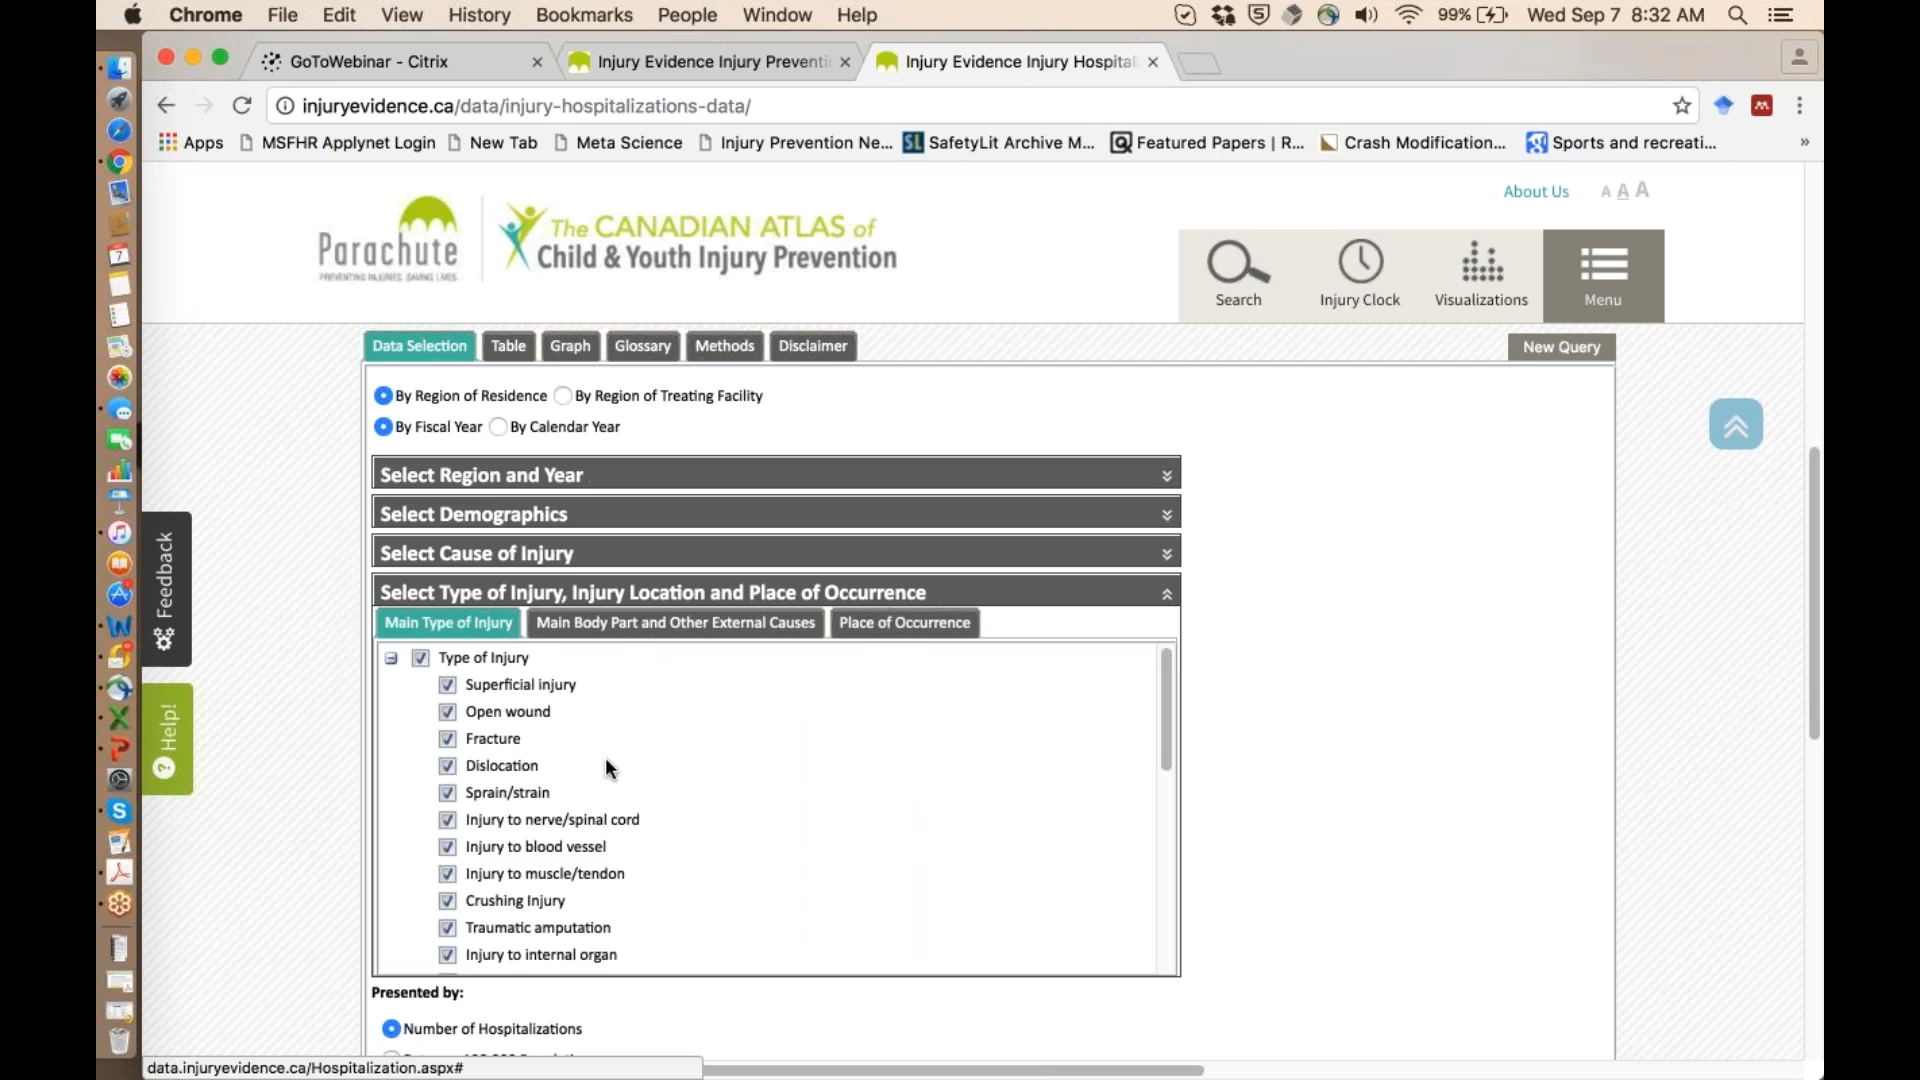 Chrome File Edit View History Bookmarks People Window Help 99% Wed Sep 7 8:32 AM
GoToWebinar - Citrix Injury Evidence Injury Preventi Injury Evidence Injury Hospital
injuryevidence.ca/data/injury-hospitalizations-data/
Apps MSFHR Applynet Login New Tab Meta Science Injury Prevention Ne... SL SafetyLit Archive M... Featured Papers | R... Crash Modification... Sports and recreati... »
About Us A A A
Parachute
PREVENTING INJURIES. SAVING LIVES.
The CANADIAN ATLAS of
Child & Youth Injury Prevention
Search Injury Clock Visualizations Menu
Data Selection Table Graph Glossary Methods Disclaimer New Query
By Region of Residence By Region of Treating Facility
By Fiscal Year By Calendar Year
Select Region and Year
Select Demographics
Select Cause of Injury
Select Type of Injury, Injury Location and Place of Occurrence
Main Type of Injury Main Body Part and Other External Causes Place of Occurrence
Type of Injury
Superficial injury
Open wound
Fracture
Dislocation
Sprain/strain
Injury to nerve/spinal cord
Injury to blood vessel
Injury to muscle/tendon
Crushing Injury
Traumatic amputation
Injury to internal organ
Presented by:
Number of Hospitalizations
Feedback
Help!
data.injuryevidence.ca/Hospitalization.aspx#